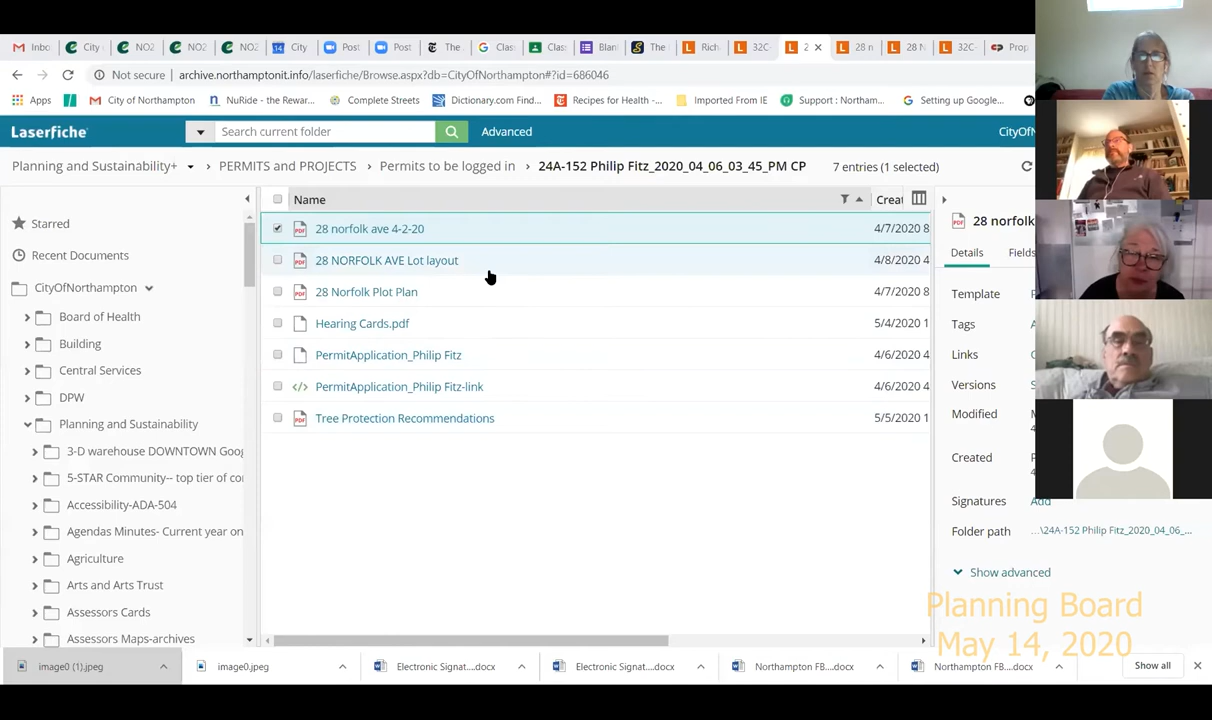 Inbo
City
NO2
NO2
NO2
City
Post
Post
The
Class
Class
Blan
The
Rich
32C-
2
28 n
28 N
32C-
Prop
Not secure
archive.northamptonit.info/laserfiche/Browse.aspx?db=CityOfNorthampton#?id=686046
Apps
City of Northampton
NuRide - the Rewar...
Complete Streets
Dictionary.com Find...
Recipes for Health -...
Imported From IE
Support : Northam...
Setting up Google...
Laserfiche
Search current folder
Advanced
CityOf
Planning and Sustainability+
PERMITS and PROJECTS
Permits to be logged in
24A-152 Philip Fitz_2020_04_06_03_45_PM CP
7 entries (1 selected)
Starred
Recent Documents
CityOfNorthampton
Board of Health
Building
Central Services
DPW
Planning and Sustainability
3-D warehouse DOWNTOWN Goog
5-STAR Community-- top tier of cor
Accessibility-ADA-504
Agendas Minutes- Current year on
Agriculture
Arts and Arts Trust
Assessors Cards
Assessors Maps-archives
Name
Crea
28 norfolk ave 4-2-20
4/7/2020 8
28 NORFOLK AVE Lot layout
4/8/2020 4
28 Norfolk Plot Plan
4/7/2020 8
Hearing Cards.pdf
5/4/2020 1
PermitApplication_Philip Fitz
4/6/2020 4
PermitApplication_Philip Fitz-link
4/6/2020 4
Tree Protection Recommendations
5/5/2020 1
28 norfol
Details
Fields
Template
Tags
Links
Versions
Modified
Created
Signatures
Add
Folder path
...\24A-152 Philip Fitz_2020_04_06_...
Show advanced
Planning Board
May 14, 2020
image0 (1).jpeg
image0.jpeg
Electronic Signat....docx
Electronic Signat....docx
Northampton FB....docx
Northampton FB....docx
Show all